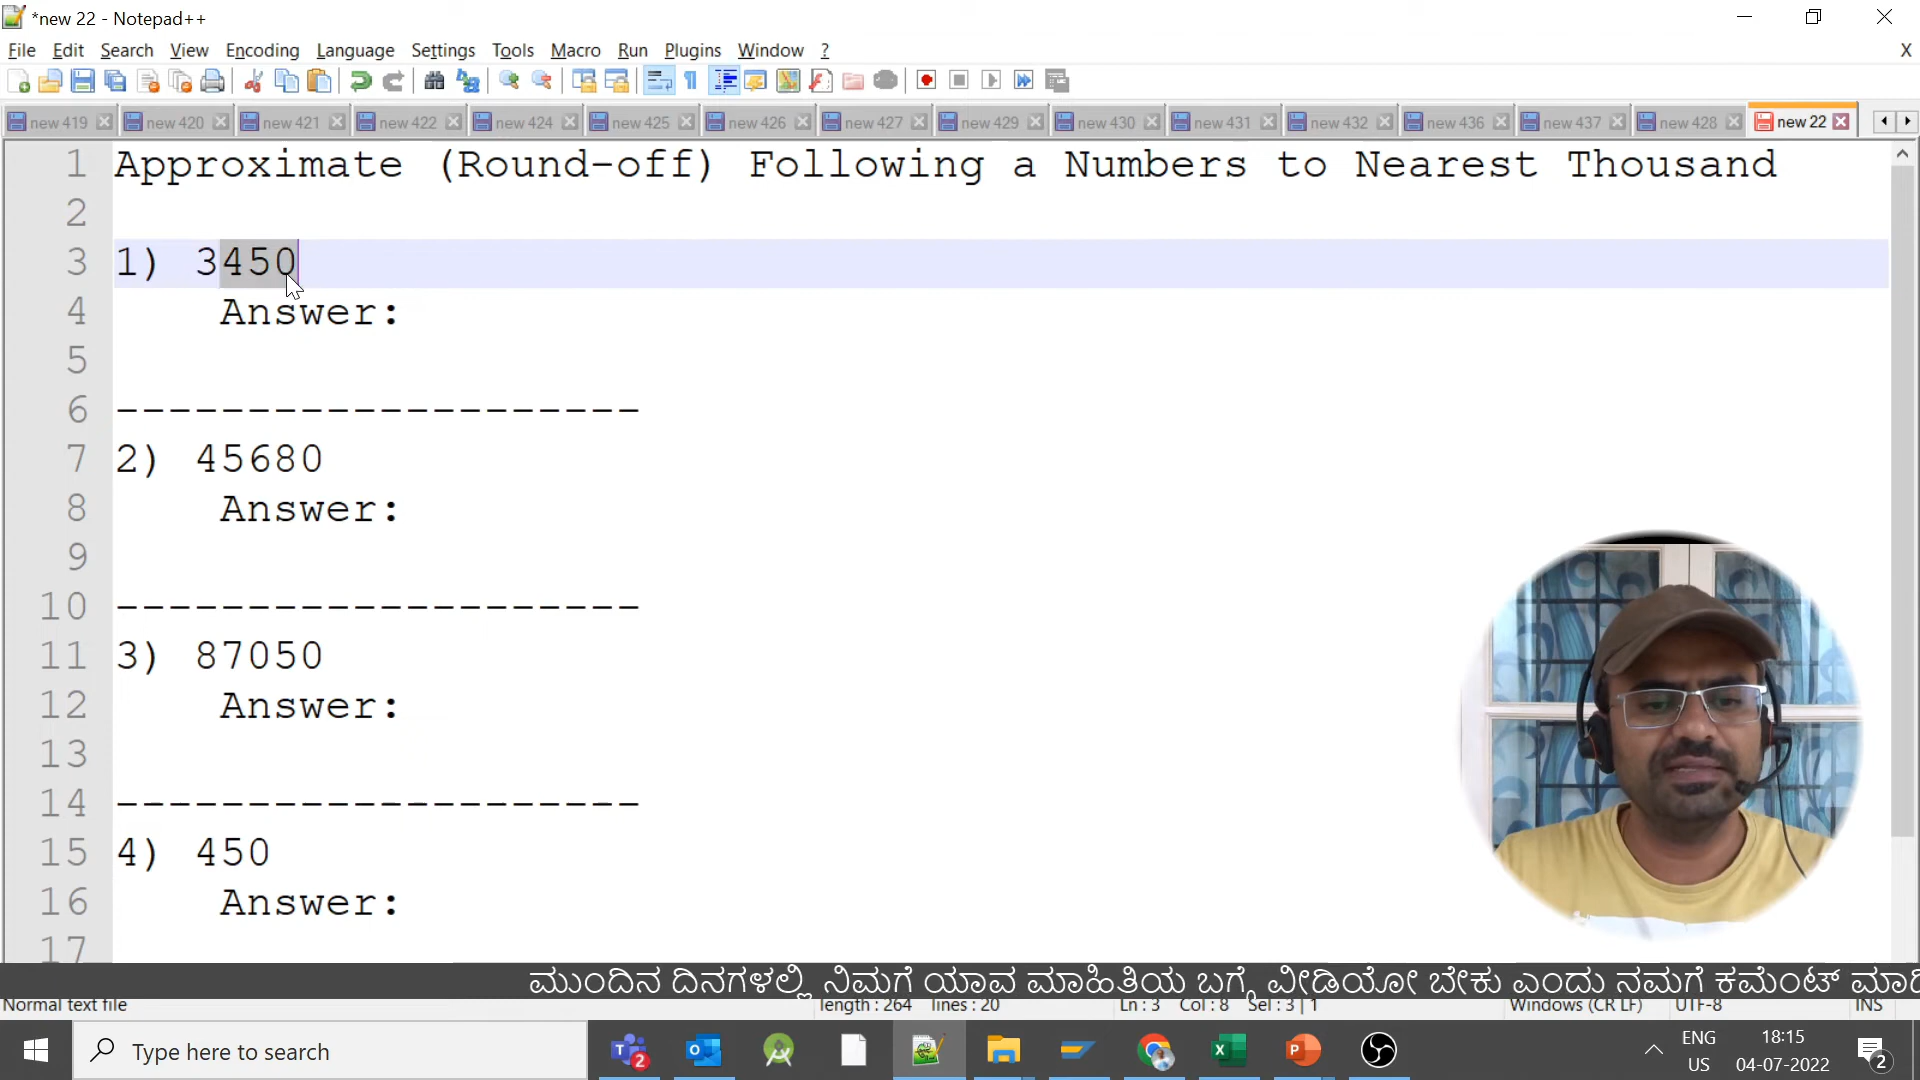 *new 22 - Notepad++
File Edit Search View Encoding Language Settings Tools Macro Run Plugins Window ?
X
new 419 new 420 new 421 new 422 new 424 new 425 new 426 new 427 new 429 new 430 new 431 new 432 new 436 new 437 new 428 new 22
1 Approximate (Round-off) Following a Numbers to Nearest Thousand
2
3 1) 3450
4 Answer:
5
6 --------------------
7 2) 45680
8 Answer:
9
10 --------------------
11 3) 87050
12 Answer:
13
14 --------------------
15 4) 450
16 Answer:
17
ಮುಂದಿನ ದಿನಗಳಲ್ಲಿ ನಿಮಗೆ ಯಾವ ಮಾಹಿತಿಯ ಬಗ್ಗೆ ವೀಡಿಯೋ ಬೇಕು ಎಂದು ನಮಗೆ ಕಮೆಂಟ್ ಮಾಡಿ
Normal text file length : 264 lines : 20 Ln : 3 Col : 8 Sel : 3 | 1 Windows (CR LF) UTF-8 INS
Type here to search
2
ENG
US
18:15
04-07-2022
2